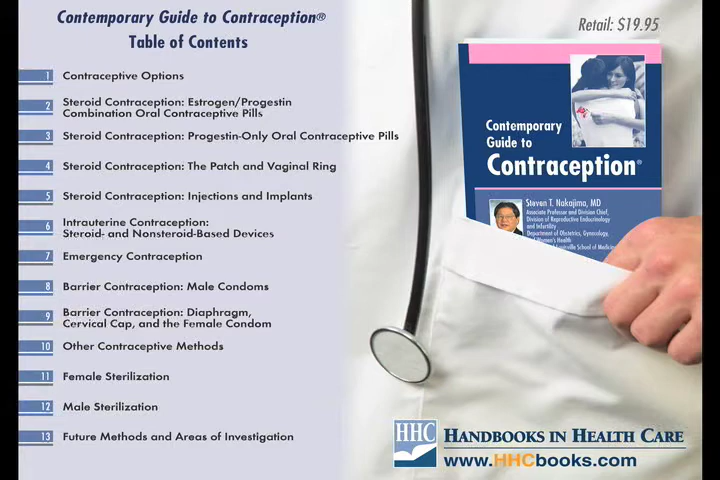 Contemporary Guide to Contraception®
Table of Contents
1 Contraceptive Options
2 Steroid Contraception: Estrogen/Progestin
Combination Oral Contraceptive Pills
3 Steroid Contraception: Progestin-Only Oral Contraceptive Pills
4 Steroid Contraception: The Patch and Vaginal Ring
5 Steroid Contraception: Injections and Implants
6 Intrauterine Contraception:
Steroid- and Nonsteroid-Based Devices
7 Emergency Contraception
8 Barrier Contraception: Male Condoms
9 Barrier Contraception: Diaphragm,
Cervical Cap, and the Female Condom
10 Other Contraceptive Methods
11 Female Sterilization
12 Male Sterilization
13 Future Methods and Areas of Investigation
Retail: $19.95
Contemporary
Guide to
Contraception®
Steven T. Nakajima, MD
Associate Professor and Division Chief,
Division of Reproductive Endocrinology
and Infertility
Department of Obstetrics, Gynecology,
Women's Health
School of Medicine
HHC HANDBOOKS IN HEALTH CARE
www.HHCbooks.com